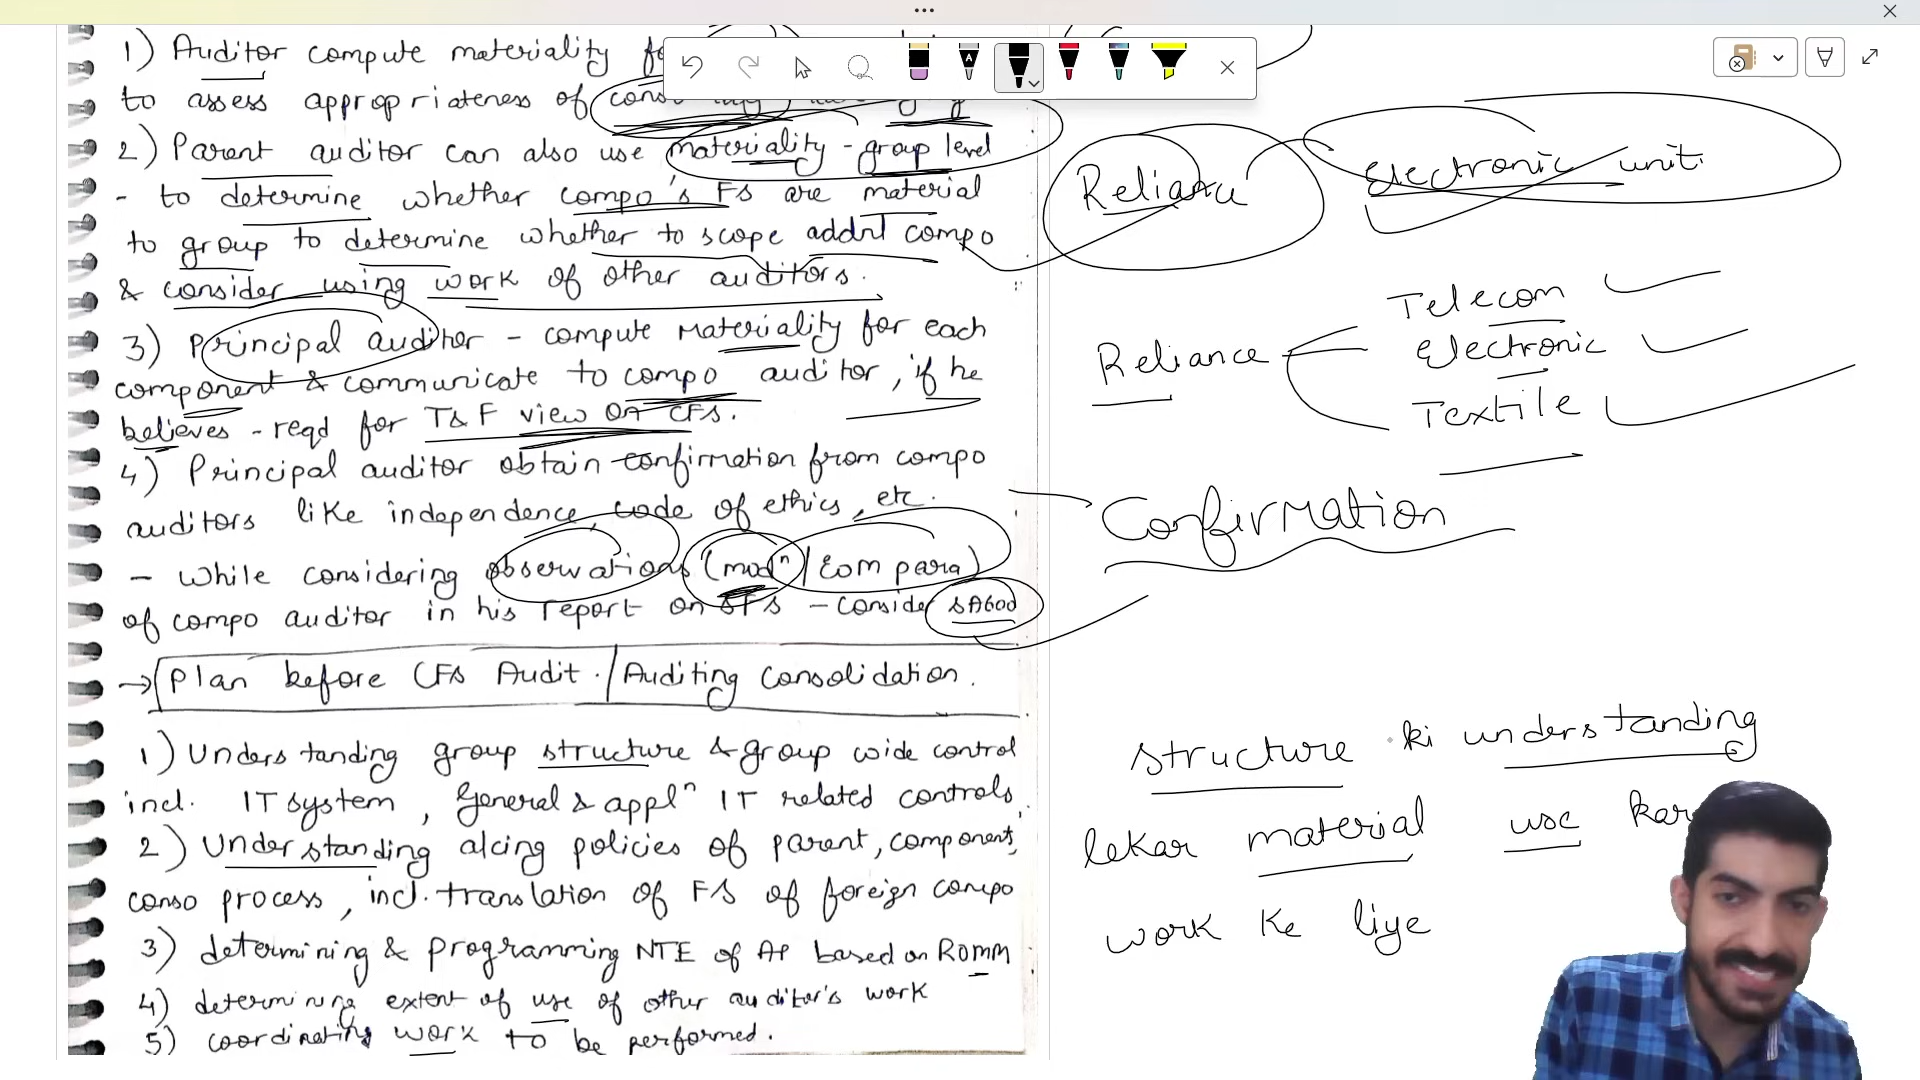 1) Auditor compute materiality
to assess appropriateness of
2) Parent auditor can also use materiality - group level
- to determine whether compo's FS are material
to group to determine whether to scope addnl compo
& consider using work of other auditors.
3) Principal auditor - compute materiality for each
component & communicate to compo auditor, if he
believes - reqd for T&F view on CFS.
4) Principal auditor obtain confirmation from compo
auditors like independence, code of ethics, etc.
- While considering observations (modⁿ/EOM para)
of compo auditor in his report on SFS - consider SA600
→ Plan before CFS Audit. / Auditing Consolidation.
1) Understanding group structure & group wide control
incl. IT system, General & applⁿ IT related controls.
2) Understanding a/cing policies of parent, component,
conso process, incl. translation of FS of foreign compo
3) determining & programming NTE of AP based on ROMM
4) determining extent of use of other auditor's work
5) coordinating work to be performed.
Reliance Electronic unit
Telecom
Reliance Electronic
Textile
Confirmation
structure ki understanding
lekar material use
work ke liye